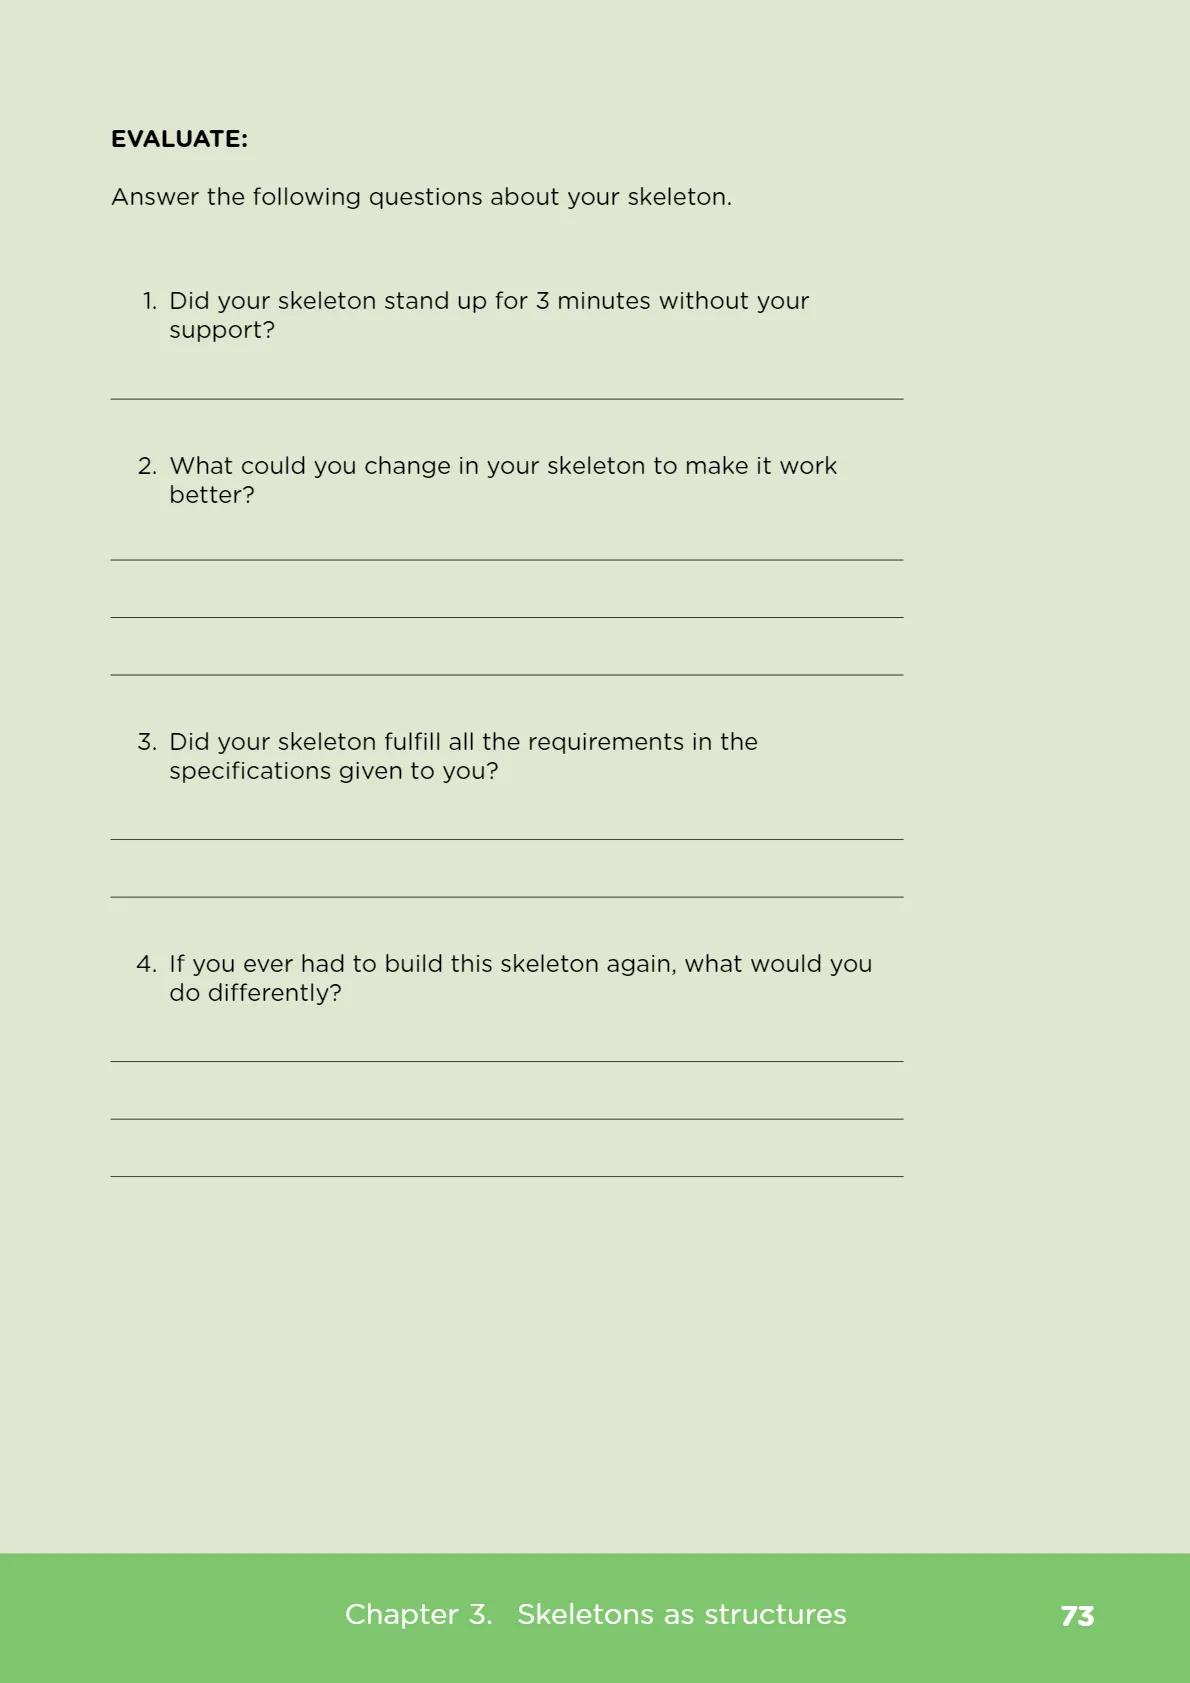 EVALUATE:
Answer the following questions about your skeleton.
1. Did your skeleton stand up for 3 minutes without your
support?
2. What could you change in your skeleton to make it work
better?
3. Did your skeleton fulfill all the requirements in the
specifications given to you?
4. If you ever had to build this skeleton again, what would you
do differently?
Chapter 3. Skeletons as structures
73